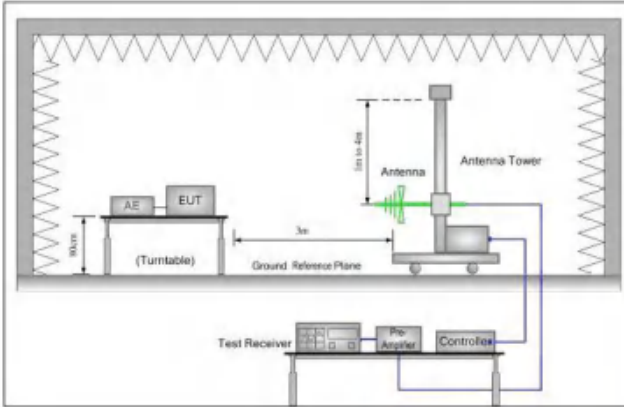 1m to 4m
Antenna
Antenna Tower
AE
EUT
80cm
(Turntable)
3m
Ground Reference Plane
Test Receiver
Pre-
Amplifier
Controller